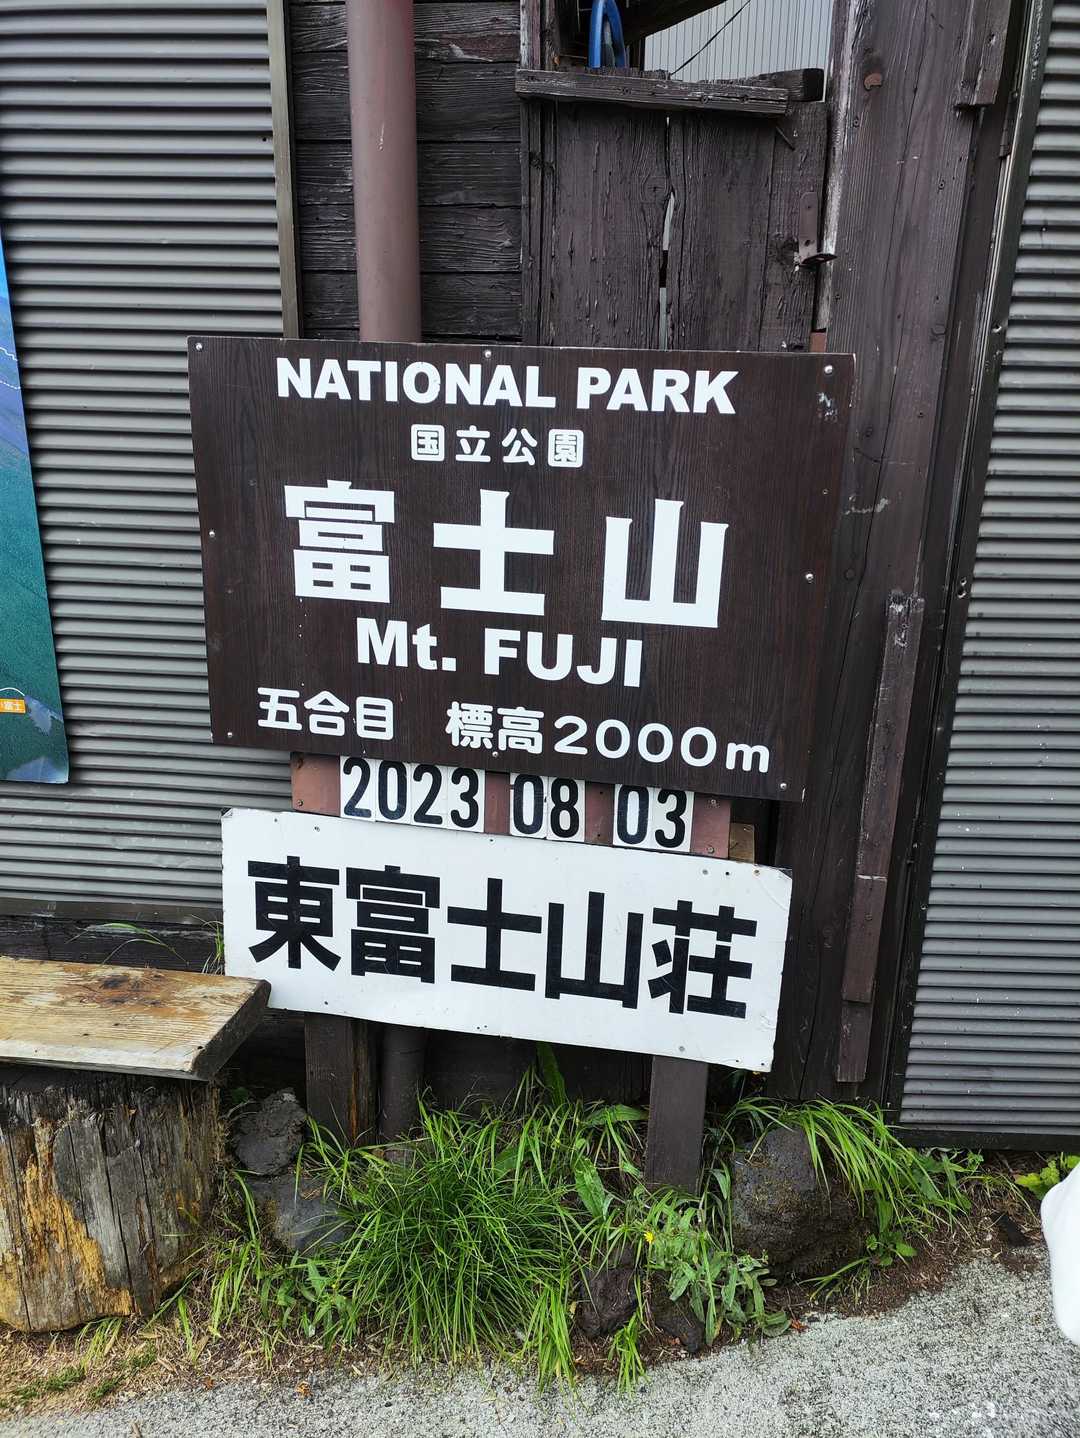 NATIONAL PARK
国立公園
富士山
Mt. FUJI
五合目 標高2000m
2023 08 03
東富士山荘